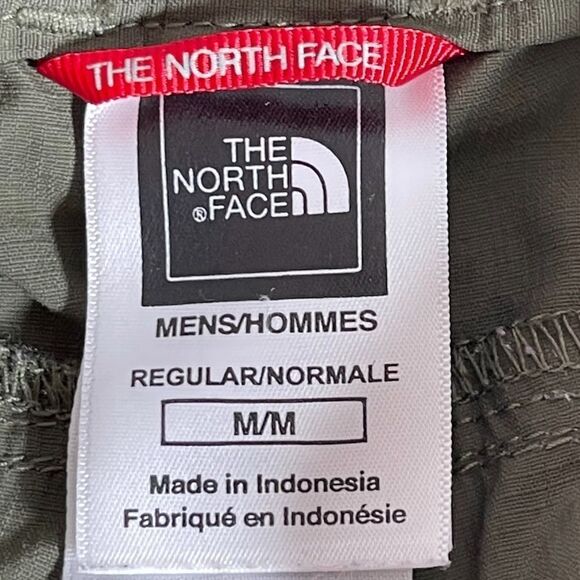 THE NORTH FACE
THE
NORTH
®FACE
MENS/HOMMES
REGULAR/NORMALE
M/M
Made in Indonesia
Fabriqué en Indonésie